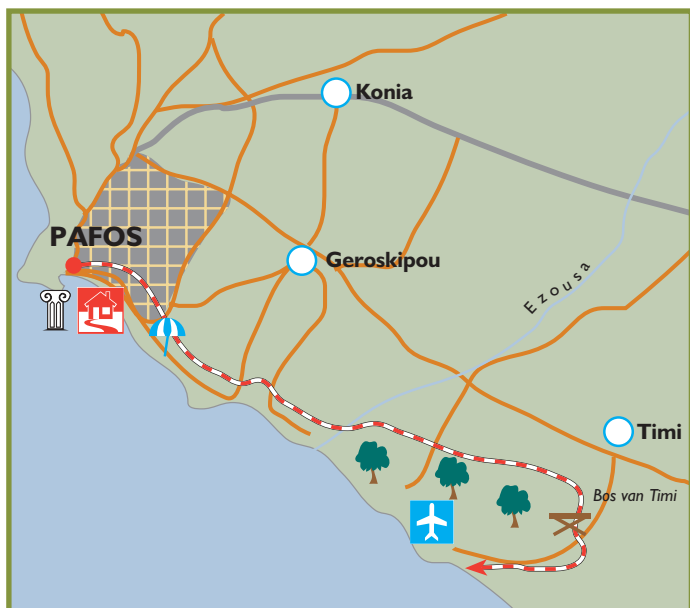 Konia
PAFOS
Geroskipou
Ezousa
Timi
Bos van Timi